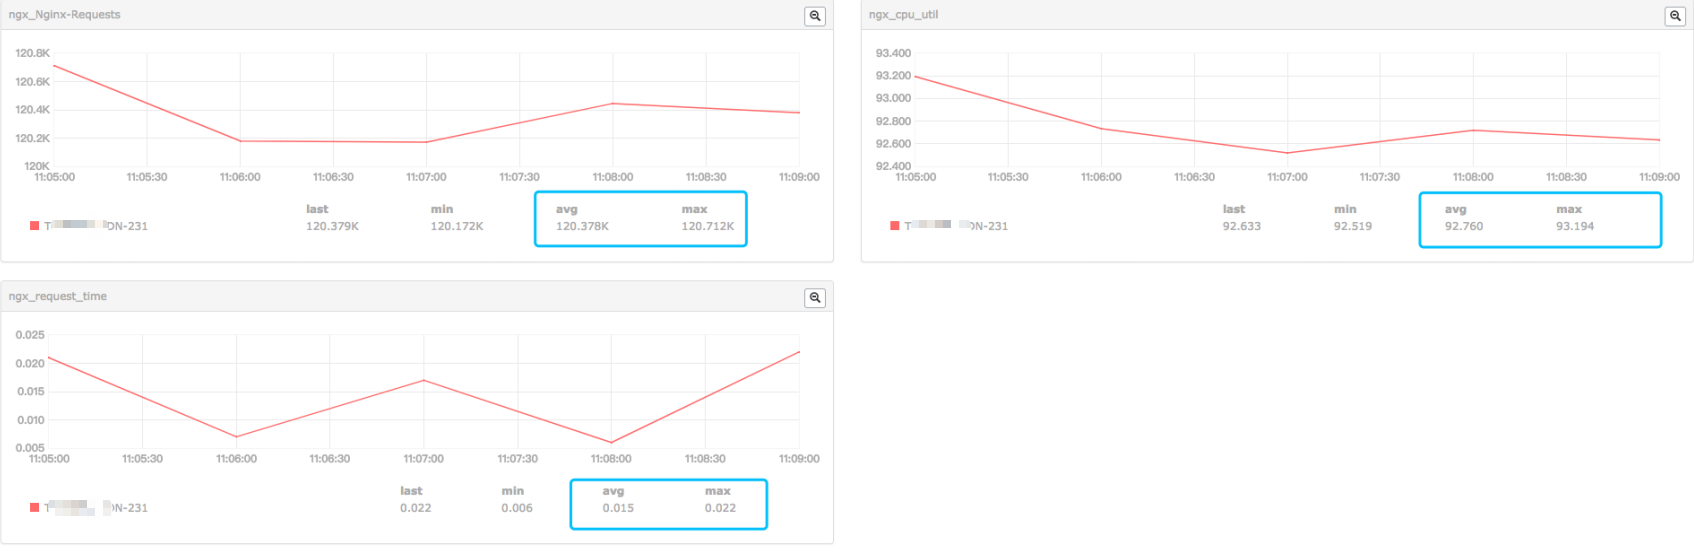 ngx_Nginx-Requests
120.8K
120.6K
120.4K
120.2K
120K
11:05:00 11:05:30 11:06:00 11:06:30 11:07:00 11:07:30 11:08:00 11:08:30 11:09:00
last min avg max
ON-231 120.379K 120.172K 120.378K 120.712K
ngx_cpu_util
93.400
93.200
93.000
92.800
92.600
92.400
11:05:00 11:05:30 11:06:00 11:06:30 11:07:00 11:07:30 11:08:00 11:08:30 11:09:00
last min avg max
ON-231 92.633 92.519 92.760 93.194
ngx_request_time
0.025
0.020
0.015
0.010
0.005
11:05:00 11:05:30 11:06:00 11:06:30 11:07:00 11:07:30 11:08:00 11:08:30 11:09:00
last min avg max
N-231 0.022 0.006 0.015 0.022